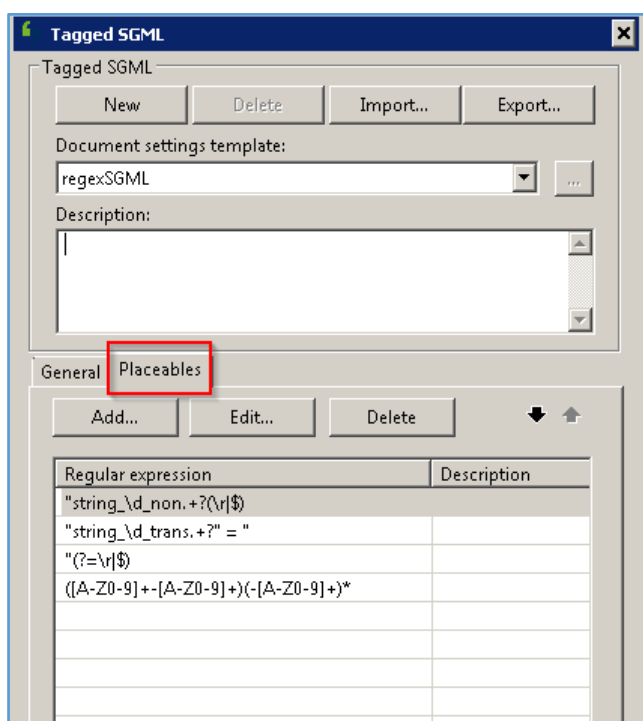 Tagged SGML
Tagged SGML
New Delete Import... Export...
Document settings template:
regexSGML ...
Description:
General Placeables
Add... Edit... Delete
Regular expression Description
"string_\d_non.+?(\r|$)
"string_\d_trans.+?" = "
"(?=\r|$)
([A-Z0-9]+-[A-Z0-9]+)(-[A-Z0-9]+)*